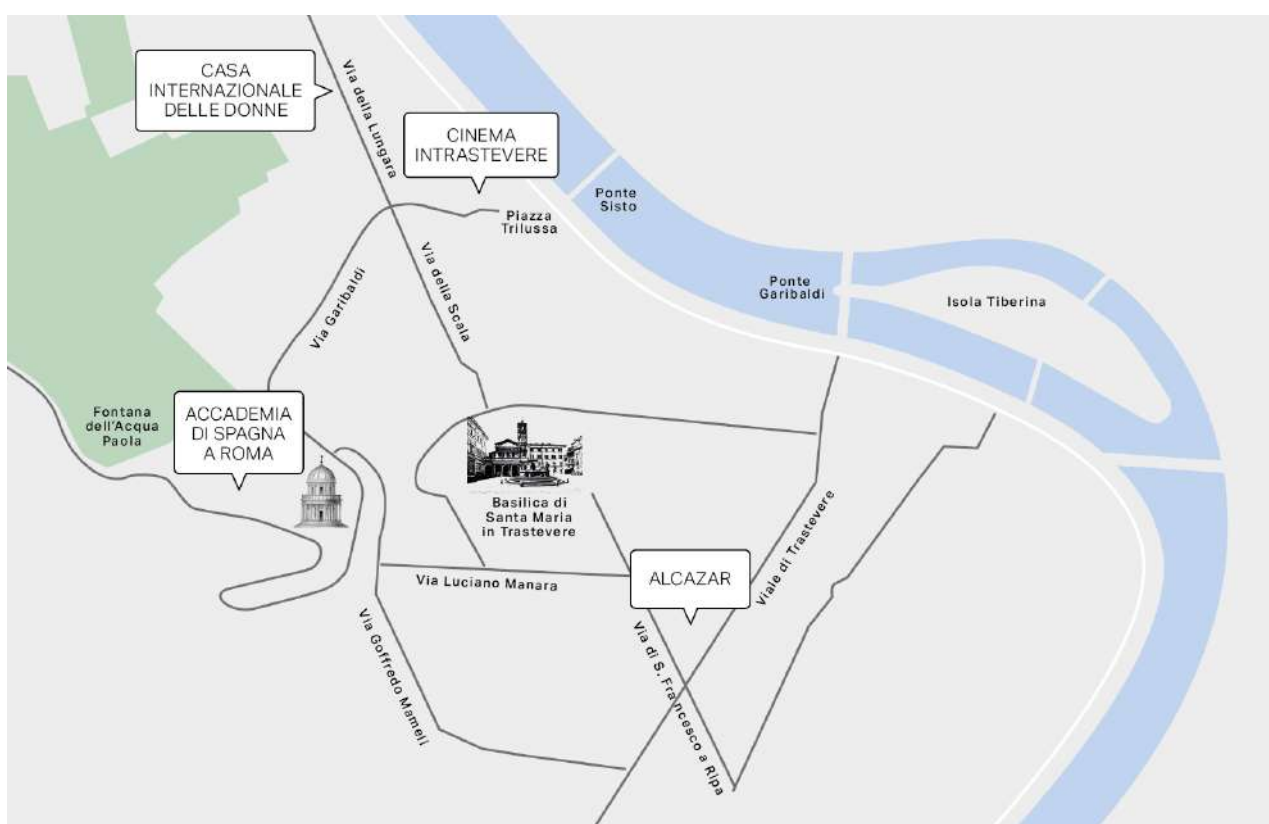 CASA
INTERNAZIONALE
DELLE DONNE
Via della Lungara
CINEMA
INTRASTEVERE
Ponte
Sisto
Piazza
Trilussa
Via della Scala
Via Garibaldi
Ponte
Garibaldi
Isola Tiberina
Fontana
dell'Acqua
Paola
ACCADEMIA
DI SPAGNA
A ROMA
Basilica di
Santa Maria
in Trastevere
Viale di Trastevere
Via Luciano Manara
ALCAZAR
Via Goffredo Mameli
Via di S. Francesco a Ripa